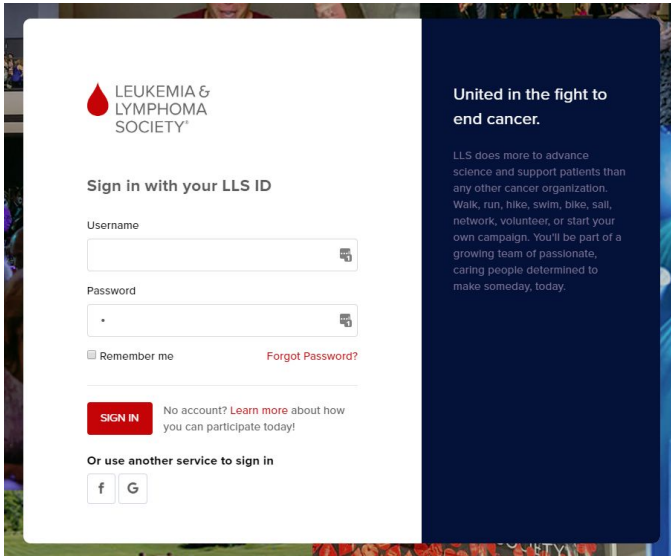 LEUKEMIA &
LYMPHOMA
SOCIETY®
Sign in with your LLS ID
Username
Password
•
Remember me
Forgot Password?
SIGN IN
No account? Learn more about how
you can participate today!
Or use another service to sign in
f
G
United in the fight to
end cancer.
LLS does more to advance
science and support patients than
any other cancer organization.
Walk, run, hike, swim, bike, sail,
network, volunteer, or start your
own campaign. You'll be part of a
growing team of passionate,
caring people determined to
make someday, today.